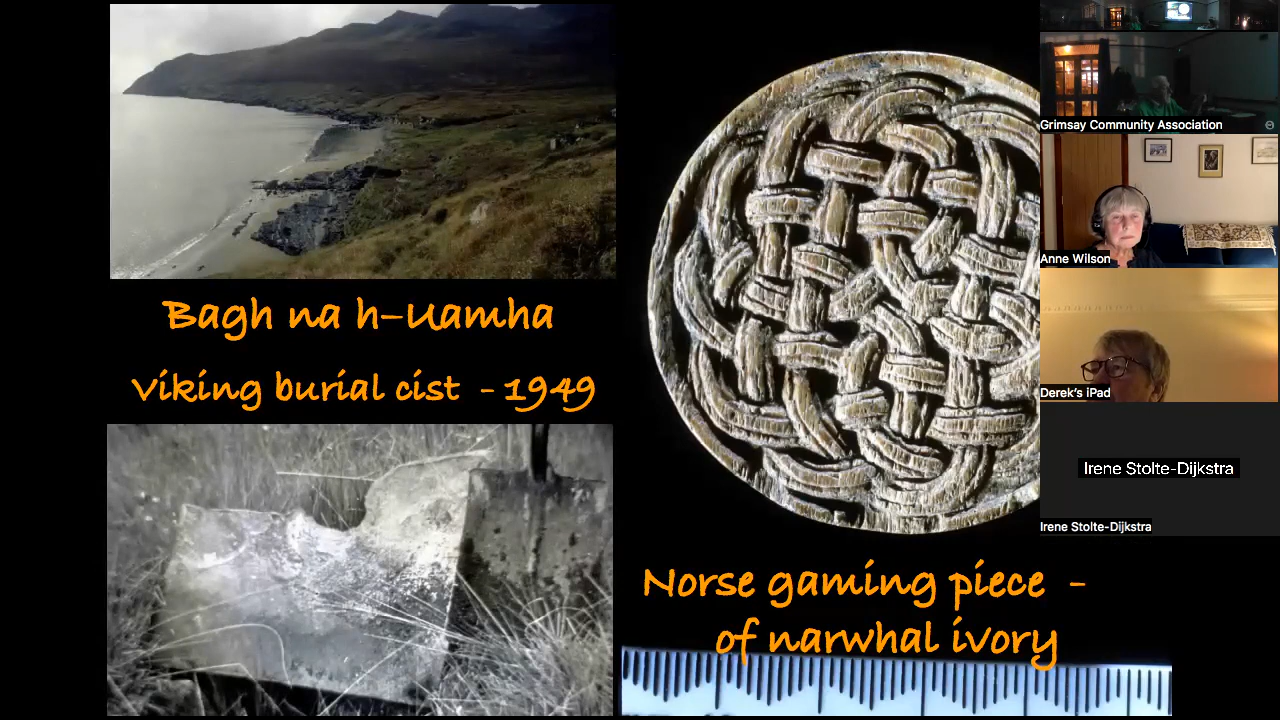 Bagh na h-Uamha
Viking burial cist - 1949
Norse gaming piece -
of narwhal ivory
Grimsay Community Association
Anne Wilson
Derek's iPad
Irene Stolte-Dijkstra
Irene Stolte-Dijkstra